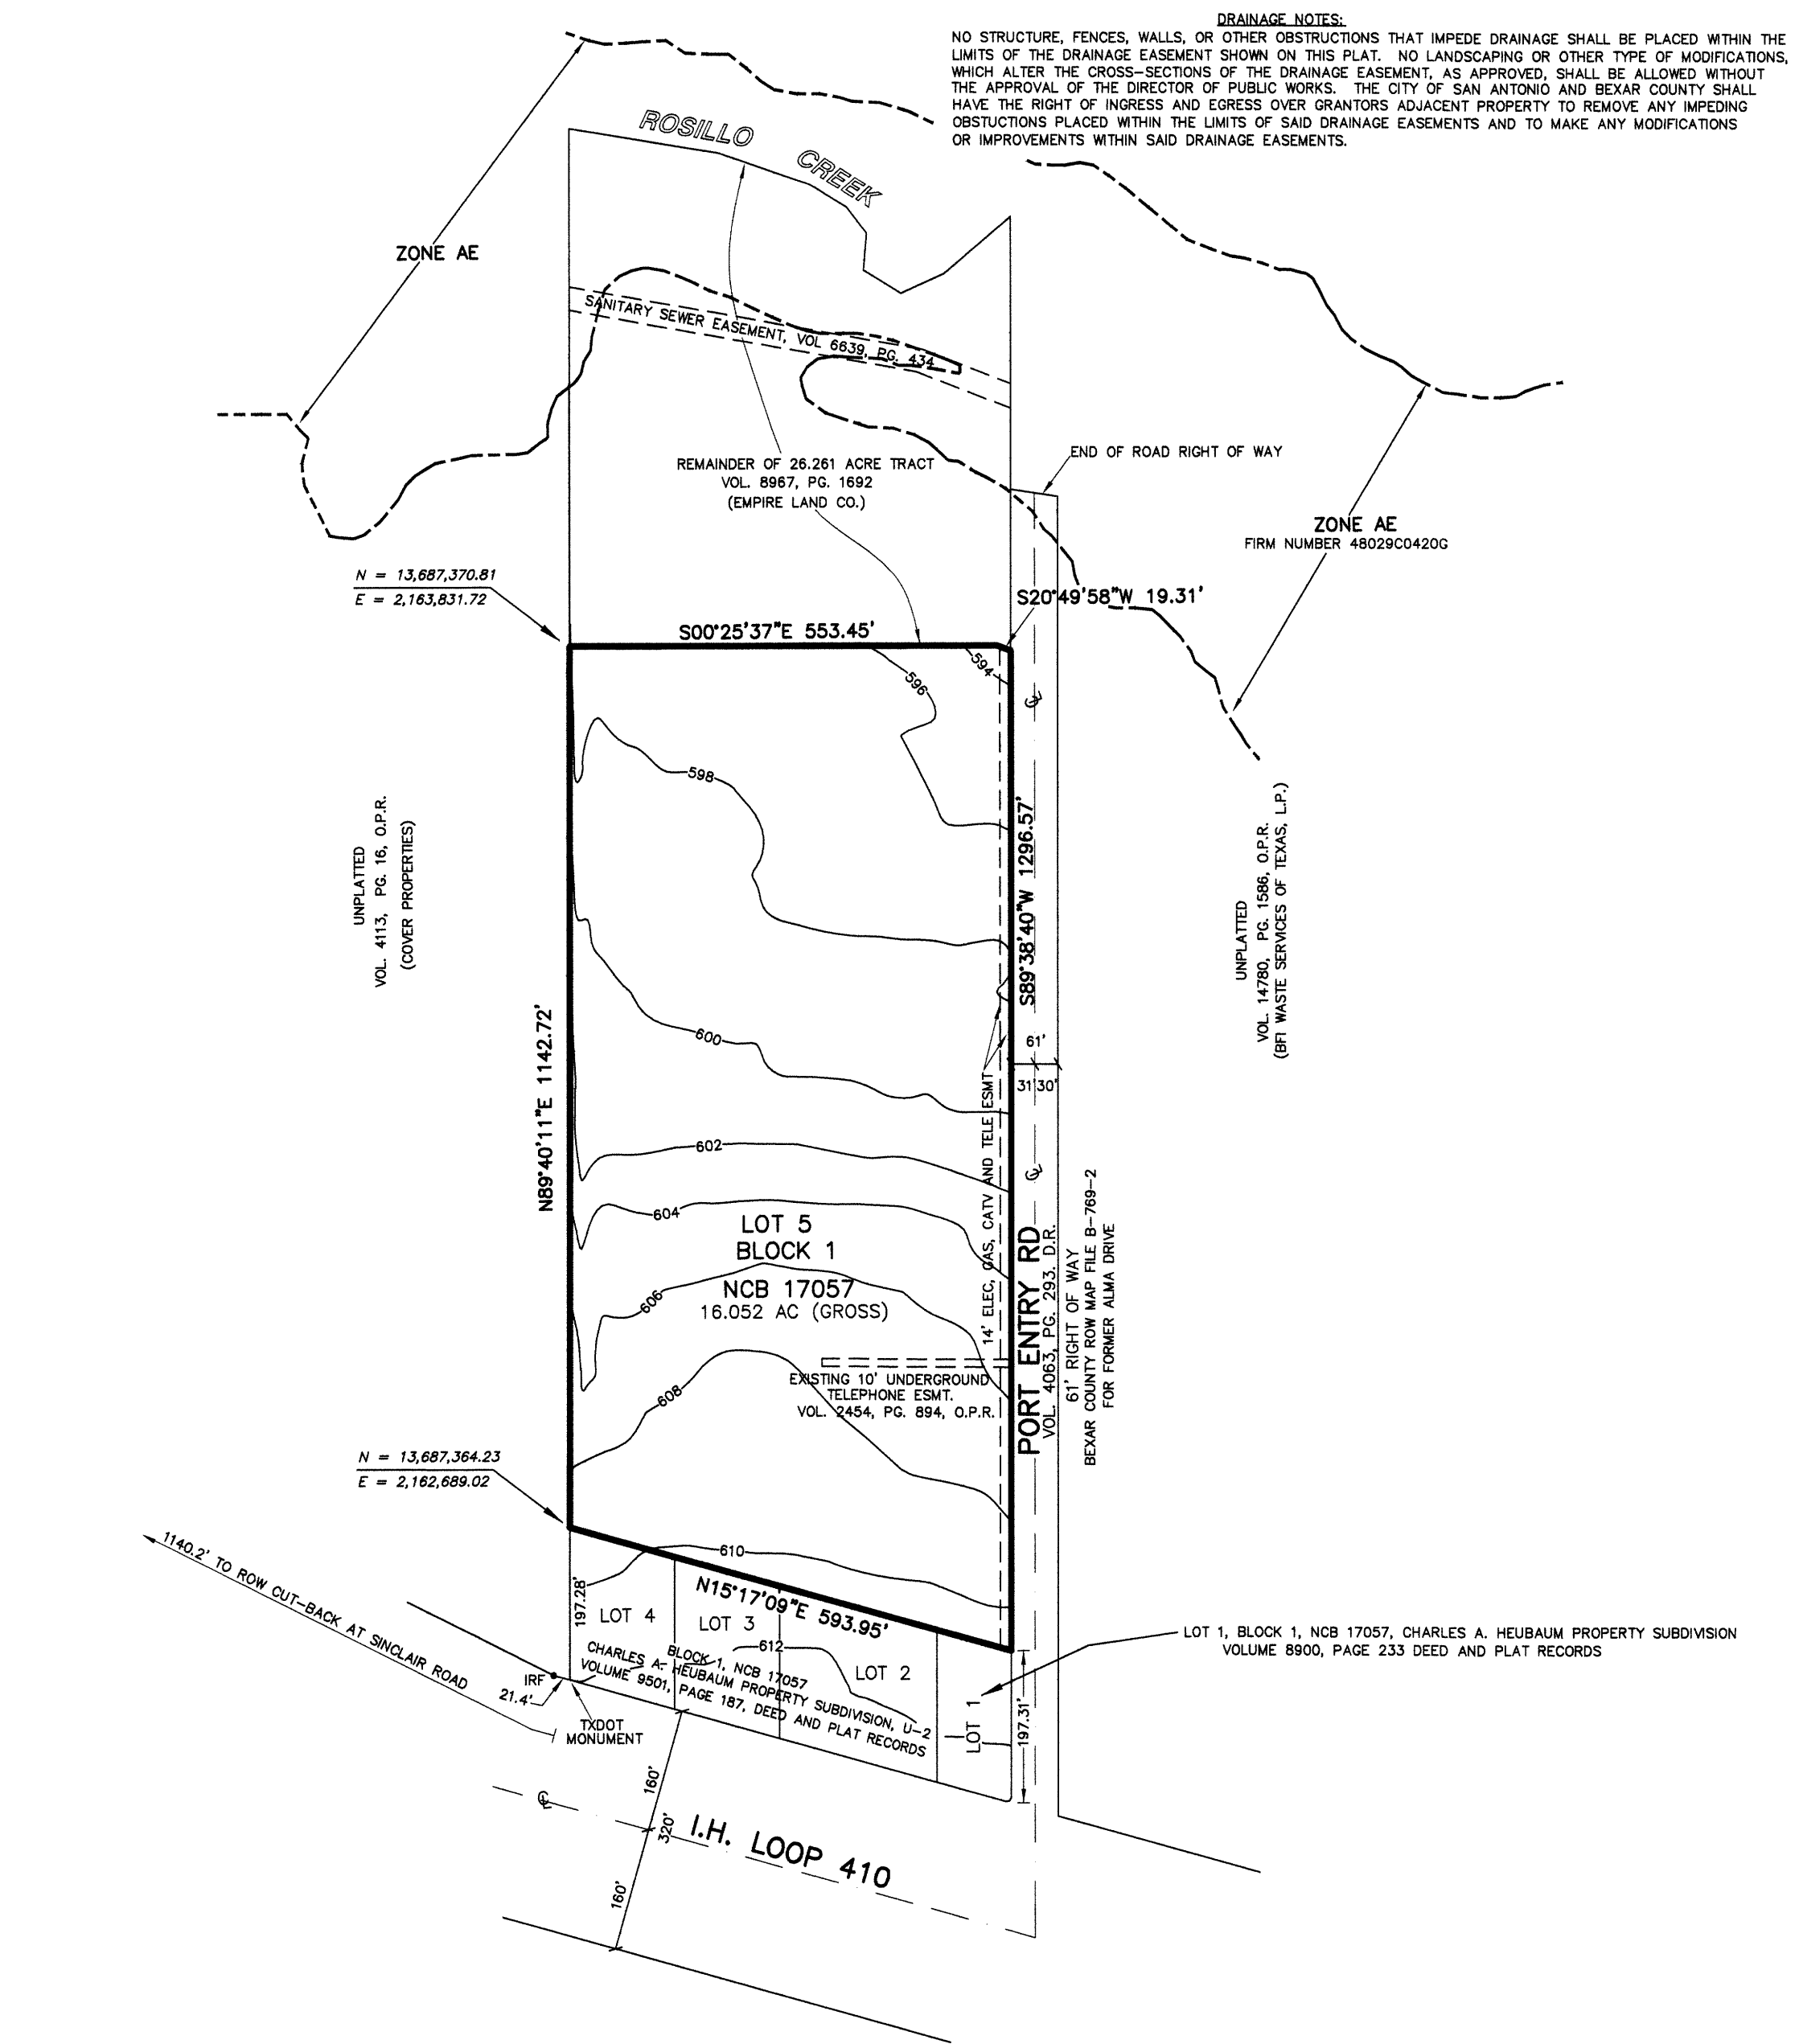 DRAINAGE NOTES:
NO STRUCTURE, FENCES, WALLS, OR OTHER OBSTRUCTIONS THAT IMPEDE DRAINAGE SHALL BE PLACED WITHIN THE
LIMITS OF THE DRAINAGE EASEMENT SHOWN ON THIS PLAT. NO LANDSCAPING OR OTHER TYPE OF MODIFICATIONS,
WHICH ALTER THE CROSS-SECTIONS OF THE DRAINAGE EASEMENT, AS APPROVED, SHALL BE ALLOWED WITHOUT
THE APPROVAL OF THE DIRECTOR OF PUBLIC WORKS. THE CITY OF SAN ANTONIO AND BEXAR COUNTY SHALL
HAVE THE RIGHT OF INGRESS AND EGRESS OVER GRANTORS ADJACENT PROPERTY TO REMOVE ANY IMPEDING
OBSTUCTIONS PLACED WITHIN THE LIMITS OF SAID DRAINAGE EASEMENTS AND TO MAKE ANY MODIFICATIONS
OR IMPROVEMENTS WITHIN SAID DRAINAGE EASEMENTS.
ROSILLO CREEK
ZONE AE
SANITARY SEWER EASEMENT, VOL 6639, PG. 434
REMAINDER OF 26.261 ACRE TRACT
VOL. 8967, PG. 1692
(EMPIRE LAND CO.)
END OF ROAD RIGHT OF WAY
ZONE AE
FIRM NUMBER 48029C0420G
N = 13,687,370.81
E = 2,163,831.72
S20°49'58"W 19.31'
S00°25'37"E 553.45'
594
596
598
UNPLATTED
VOL. 4113, PG. 16, O.P.R.
(COVER PROPERTIES)
S89°38'40"W 1296.57'
UNPLATTED
VOL. 14780, PG. 1586, O.P.R.
(BFI WASTE SERVICES OF TEXAS, L.P.)
N89°40'11"E 1142.72'
600
61'
31' 30'
14' ELEC, GAS, CATV AND TELE ESMT
602
604
LOT 5
BLOCK 1
NCB 17057
16.052 AC (GROSS)
606
608
EXISTING 10' UNDERGROUND
TELEPHONE ESMT.
VOL. 2454, PG. 894, O.P.R.
PORT ENTRY RD
VOL. 4063, PG. 293. D.R.
61' RIGHT OF WAY
BEXAR COUNTY ROW MAP FILE B-769-2
FOR FORMER ALMA DRIVE
N = 13,687,364.23
E = 2,162,689.02
610
N15°17'09"E 593.95'
197.28'
1140.2' TO ROW CUT-BACK AT SINCLAIR ROAD
LOT 4
LOT 3
612
LOT 2
LOT 1
BLOCK 1, NCB 17057
CHARLES A. HEUBAUM PROPERTY SUBDIVISION, U-2
VOLUME 9501, PAGE 187, DEED AND PLAT RECORDS
197.31'
LOT 1, BLOCK 1, NCB 17057, CHARLES A. HEUBAUM PROPERTY SUBDIVISION
VOLUME 8900, PAGE 233 DEED AND PLAT RECORDS
IRF
21.4'
TXDOT
MONUMENT
160'
320'
160'
I.H. LOOP 410